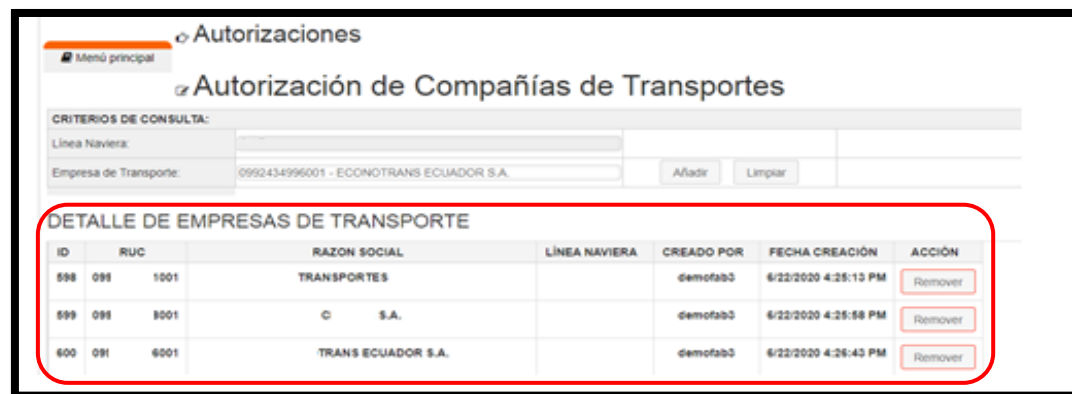 Autorizaciones
Menú principal
Autorización de Compañías de Transportes
CRITERIOS DE CONSULTA:
Línea Naviera:
Empresa de Transporte: 0992434996001 - ECONOTRANS ECUADOR S.A. Añadir Limpiar
DETALLE DE EMPRESAS DE TRANSPORTE
ID RUC RAZON SOCIAL LÍNEA NAVIERA CREADO POR FECHA CREACIÓN ACCIÓN
598 1001 TRANSPORTES demofab3 6/22/2020 4:25:13 PM Remover
599 S.A. demofab3 6/22/2020 4:25:58 PM Remover
600 6001 TRANS ECUADOR S.A. demofab3 6/22/2020 4:26:43 PM Remover